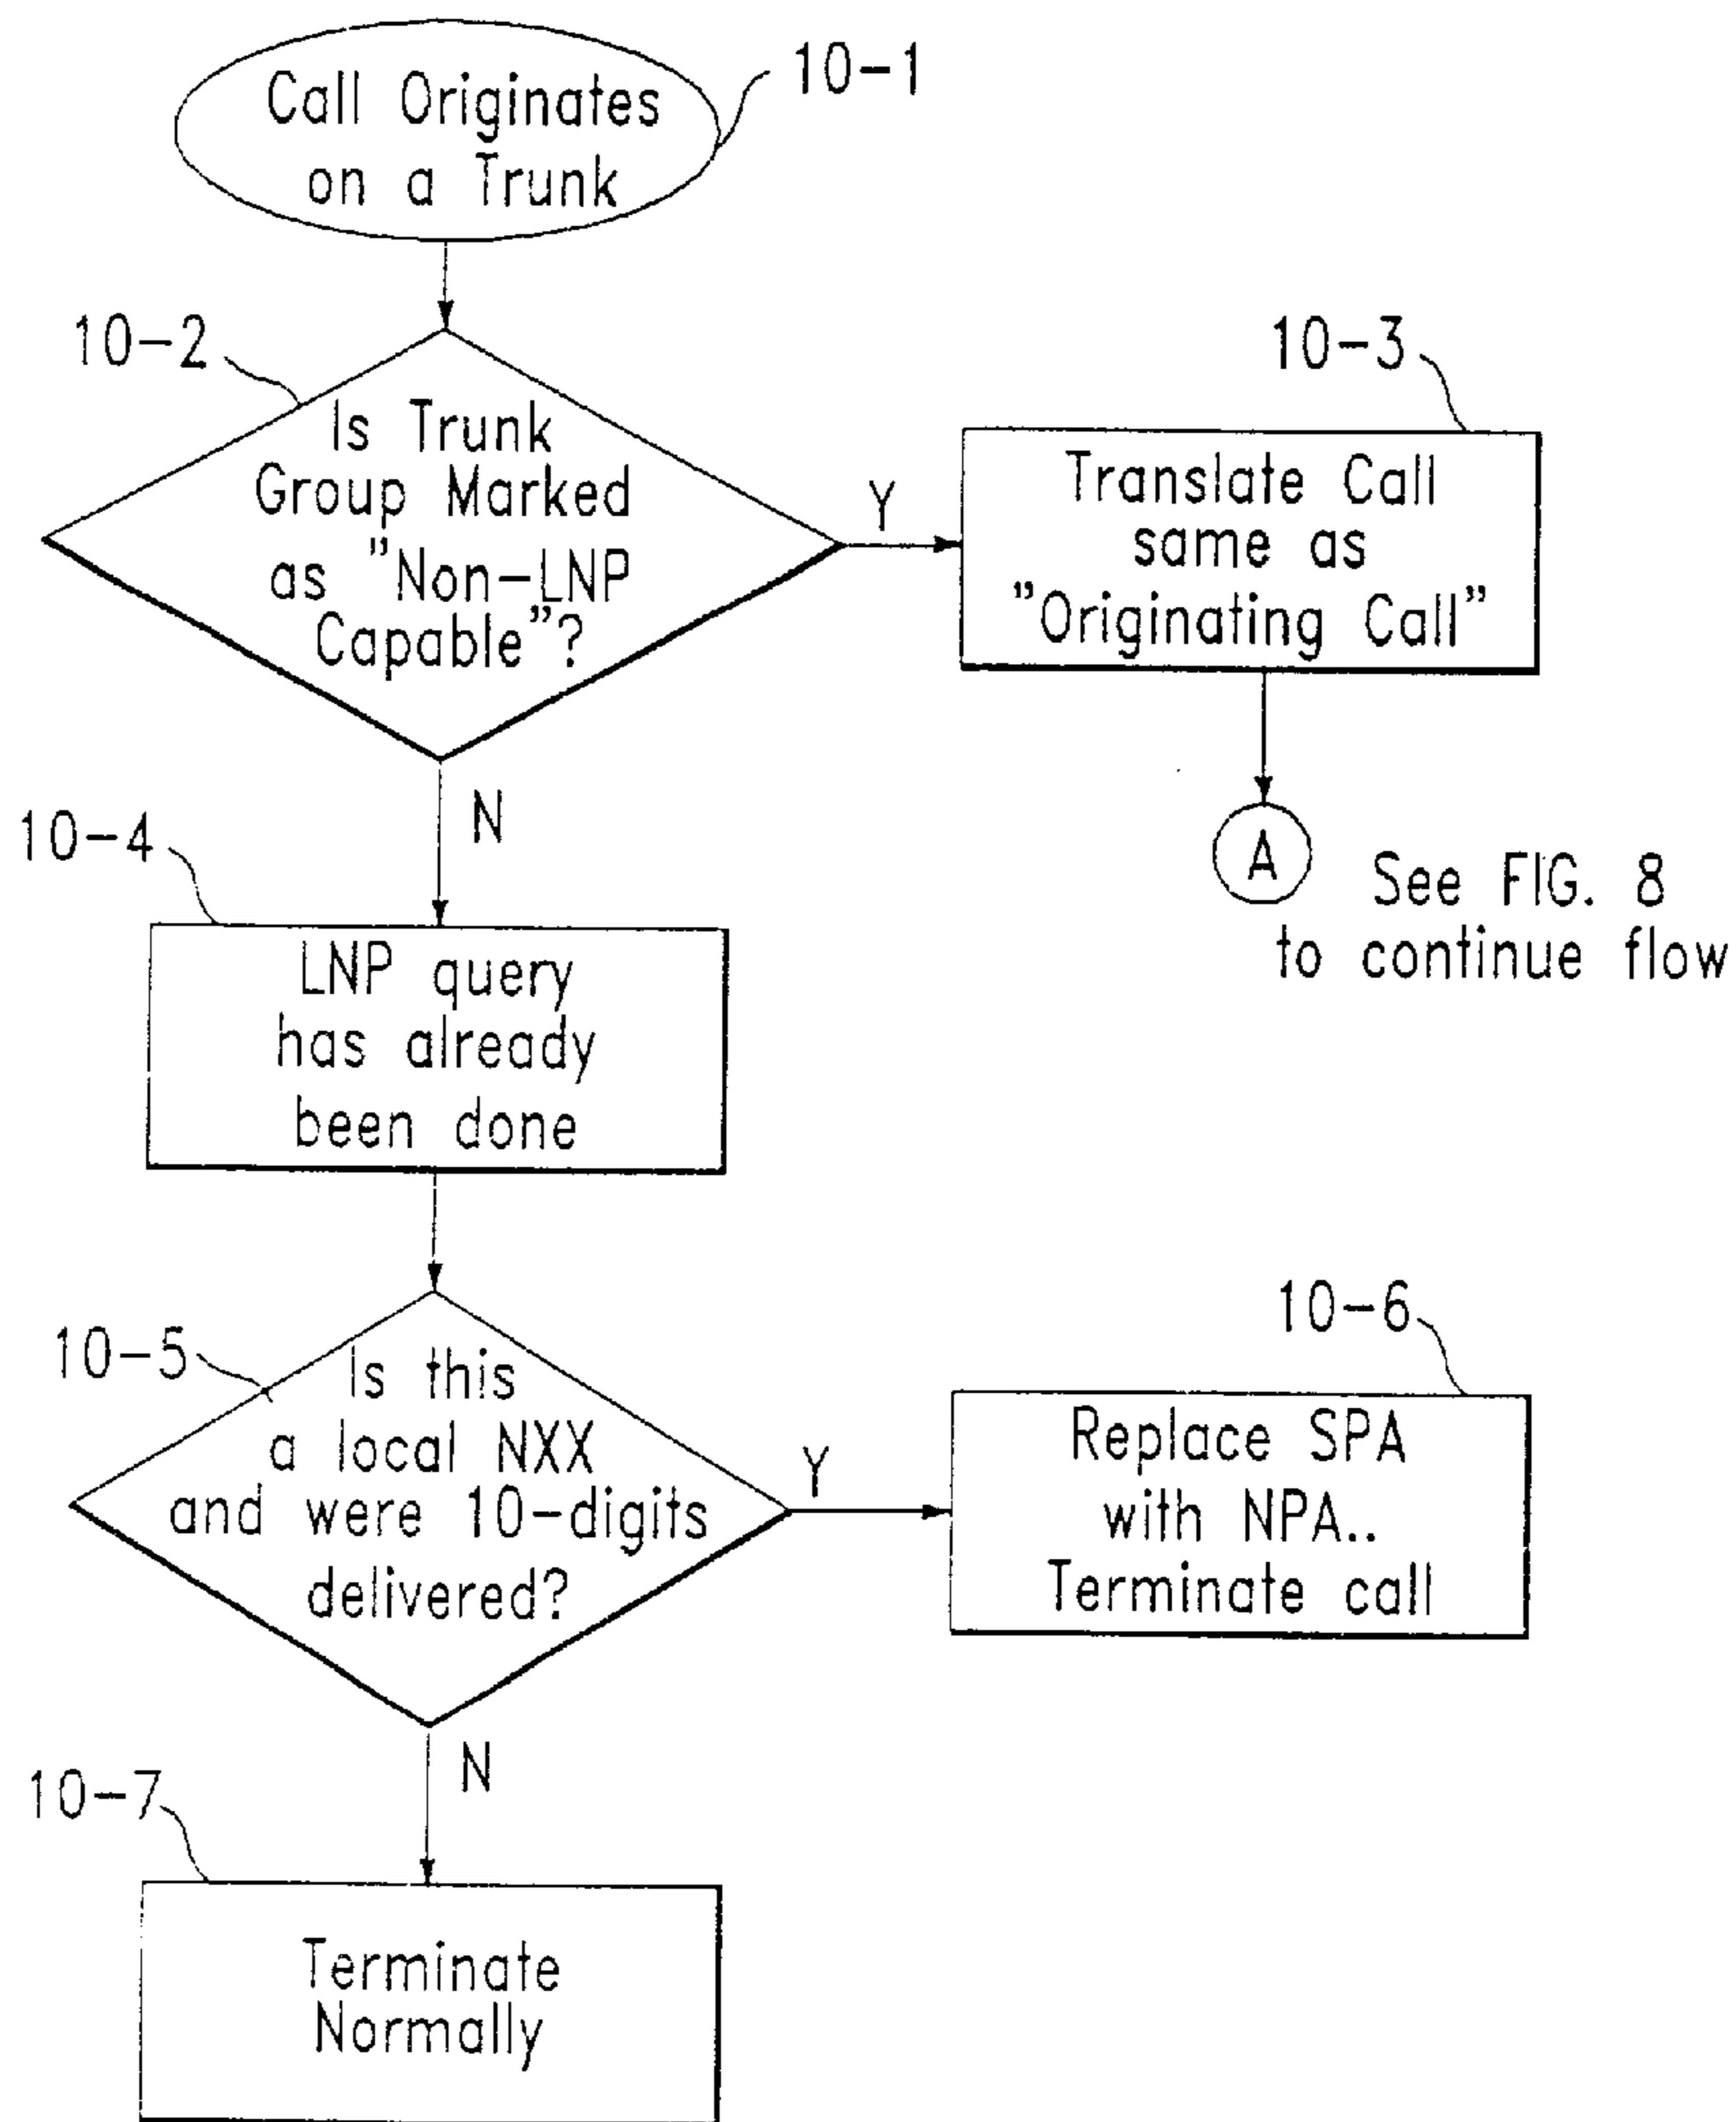 Call Originates
on a Trunk
10-1
10-2
Is Trunk
Group Marked
as "Non-LNP
Capable"?
Y
10-3
Translate Call
same as
"Originating Call"
A
See FIG. 8
to continue flow
N
10-4
LNP query
has already
been done
10-5
Is this
a local NXX
and were 10-digits
delivered?
Y
10-6
Replace SPA
with NPA..
Terminate call
N
10-7
Terminate
Normally